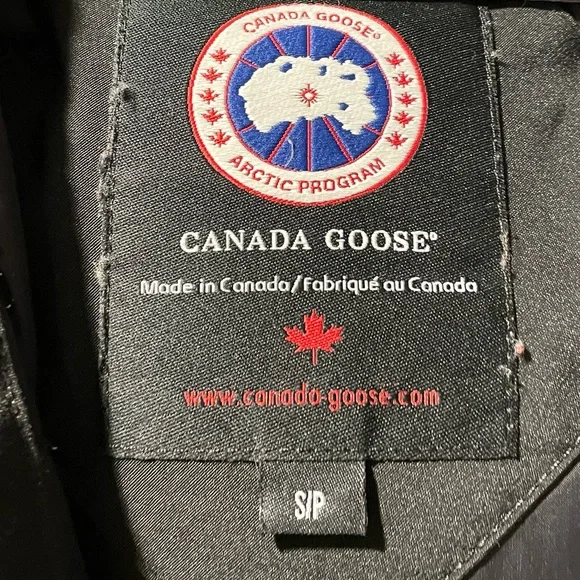 CANADA GOOSE®
ARCTIC PROGRAM
CANADA GOOSE®
Made in Canada/Fabriqué au Canada
www.canada-goose.com
S/P